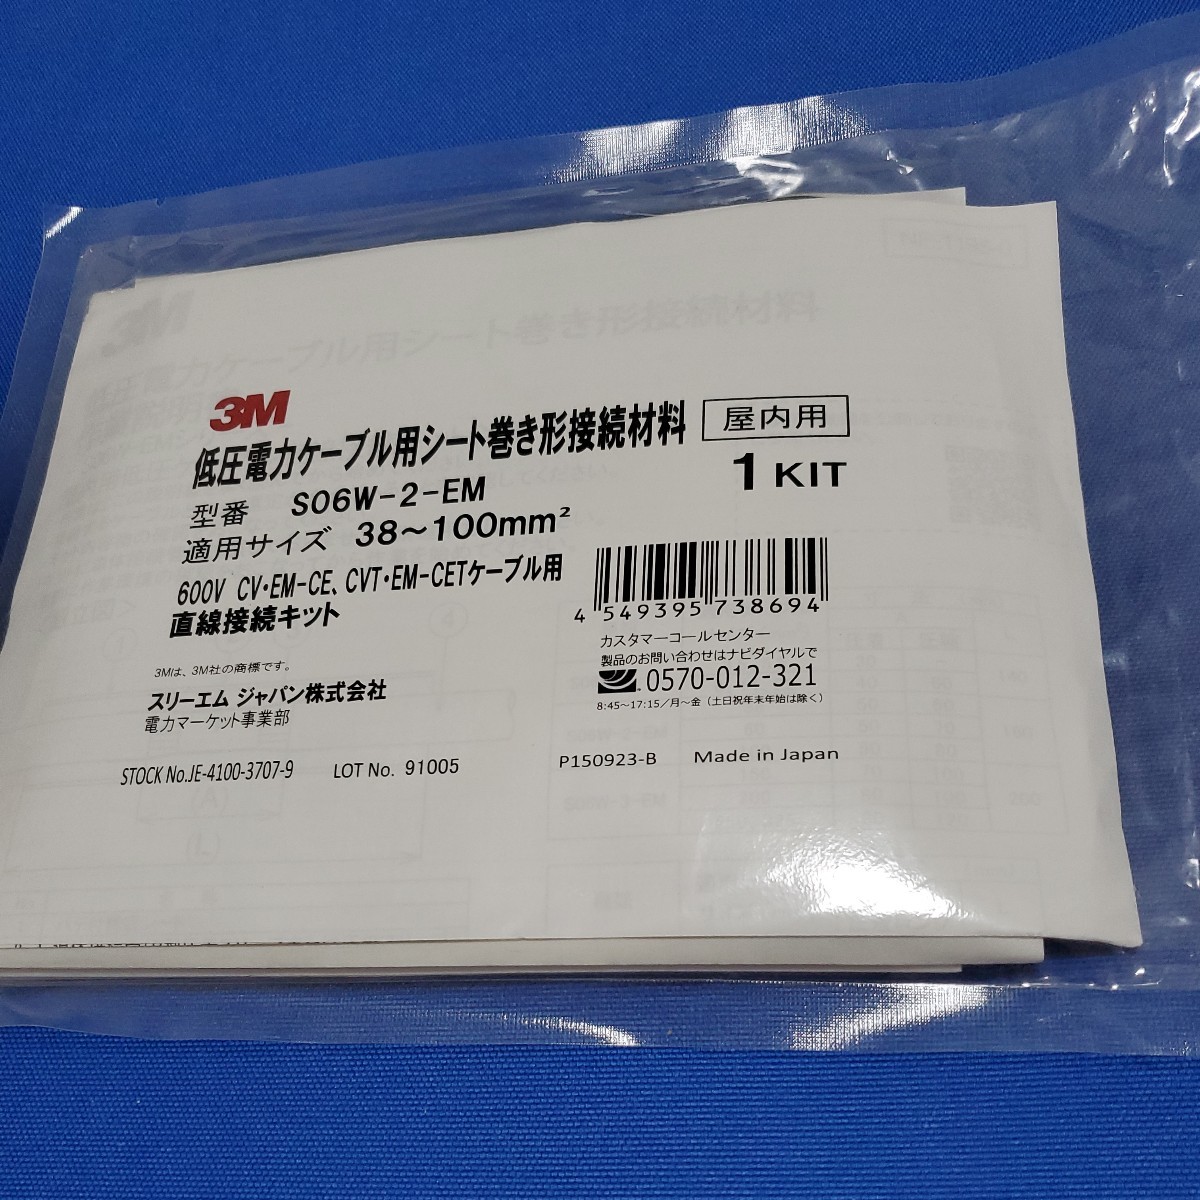 3M
低圧電力ケーブル用シート巻き形接続材料 屋内用
型番 S06W-2-EM 1 KIT
適用サイズ 38～100mm²
600V CV・EM-CE、CVT・EM-CETケーブル用
直線接続キット
3Mは、3M社の商標です。
スリーエム ジャパン株式会社
電力マーケット事業部
STOCK No.JE-4100-3707-9 LOT No. 91005
4 549395 738694
カスタマーコールセンター
製品のお問い合わせはナビダイヤルで
0570-012-321
8:45～17:15／月～金（土日祝年末年始は除く）
P150923-B Made in Japan